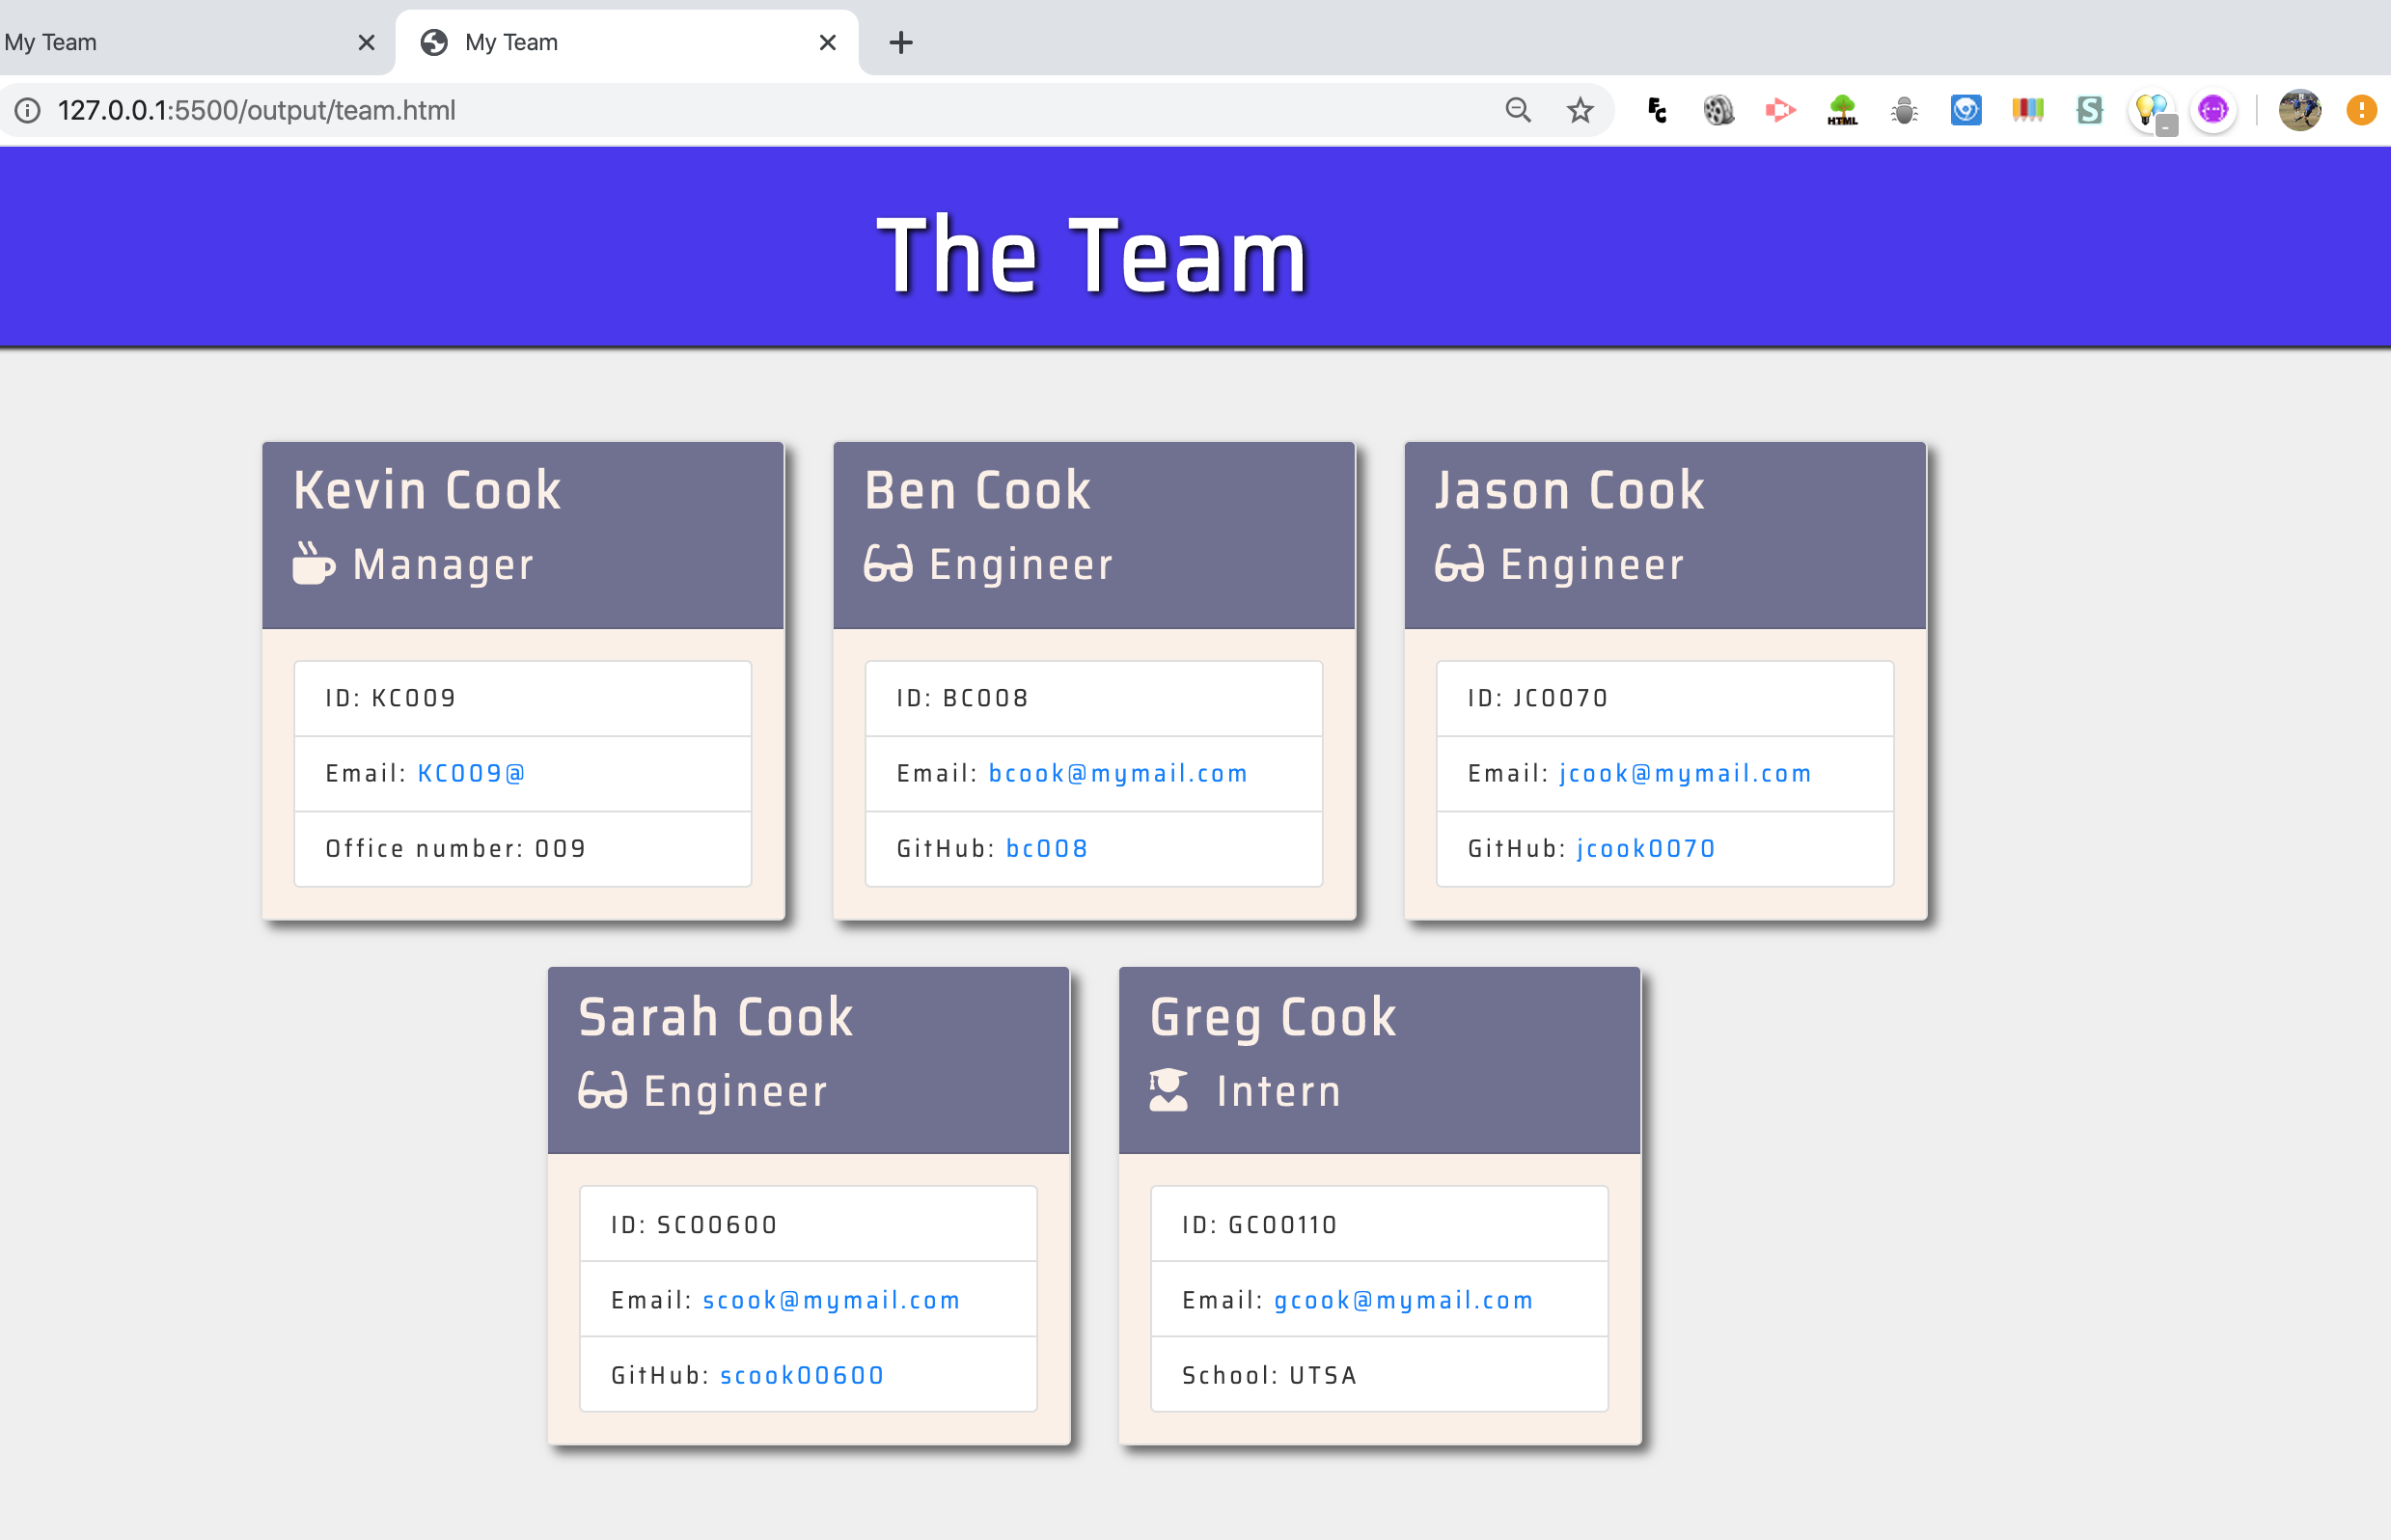 My Team
My Team
127.0.0.1:5500/output/team.html
FC
HTML
S
The Team
Kevin Cook
Manager
ID: KC009
Email: KC009@
Office number: 009
Ben Cook
Engineer
ID: BC008
Email: bcook@mymail.com
GitHub: bc008
Jason Cook
Engineer
ID: JC0070
Email: jcook@mymail.com
GitHub: jcook0070
Sarah Cook
Engineer
ID: SC00600
Email: scook@mymail.com
GitHub: scook00600
Greg Cook
Intern
ID: GC00110
Email: gcook@mymail.com
School: UTSA